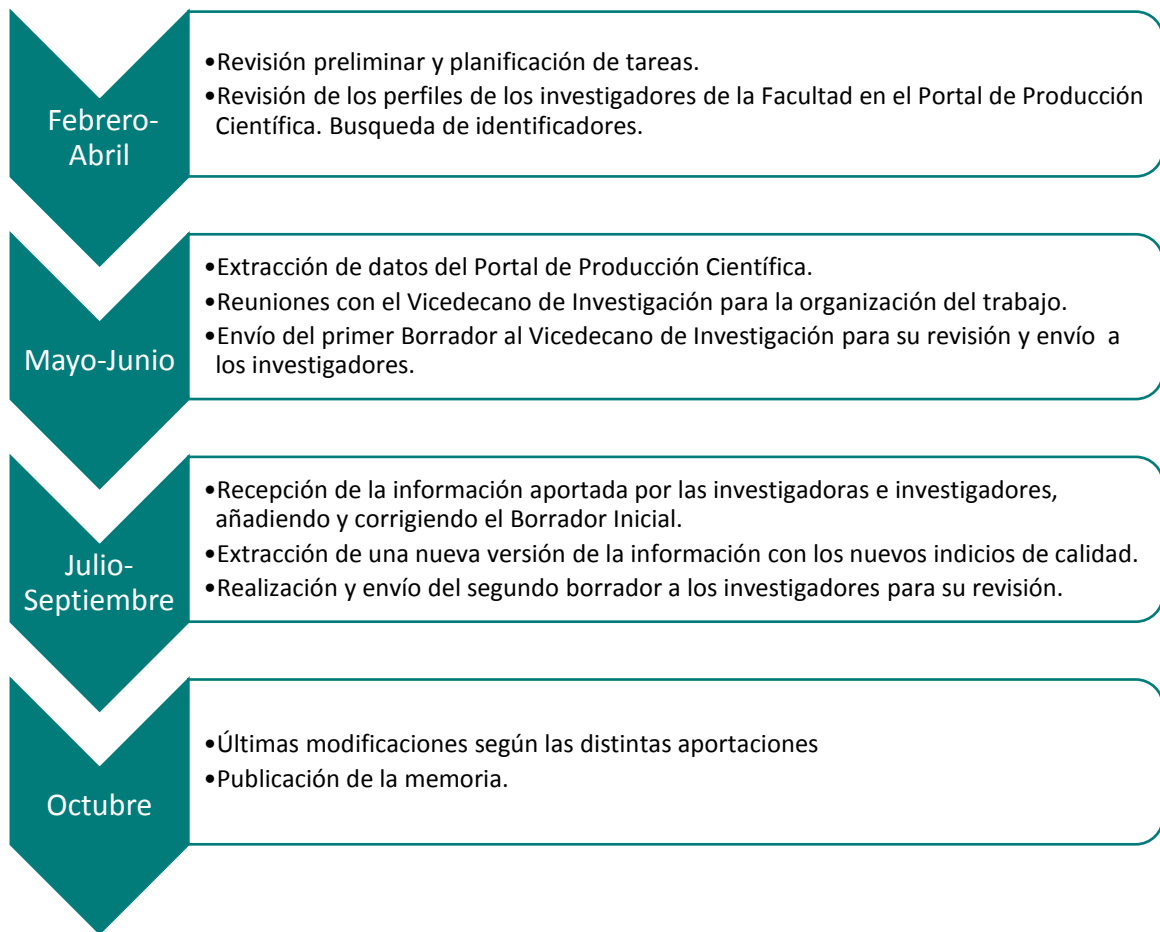 Febrero-
Abril
•Revisión preliminar y planificación de tareas.
•Revisión de los perfiles de los investigadores de la Facultad en el Portal de Producción
Científica. Busqueda de identificadores.
Mayo-Junio
•Extracción de datos del Portal de Producción Científica.
•Reuniones con el Vicedecano de Investigación para la organización del trabajo.
•Envío del primer Borrador al Vicedecano de Investigación para su revisión y envío a
los investigadores.
Julio-
Septiembre
•Recepción de la información aportada por las investigadoras e investigadores,
añadiendo y corrigiendo el Borrador Inicial.
•Extracción de una nueva versión de la información con los nuevos indicios de calidad.
•Realización y envío del segundo borrador a los investigadores para su revisión.
Octubre
•Últimas modificaciones según las distintas aportaciones
•Publicación de la memoria.